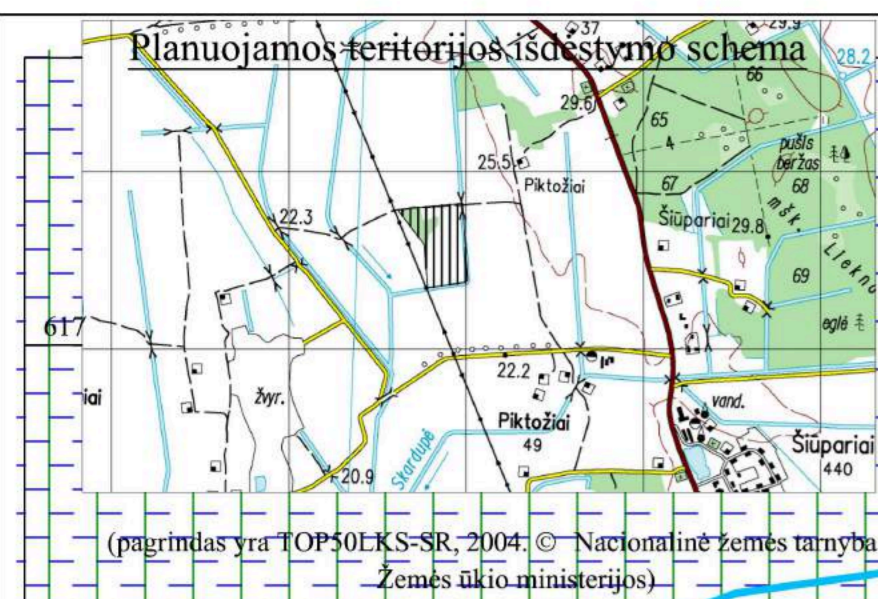 Planuojamos teritorijos išdėstymo schema
37
29.9
66
28.2
29.6
65
4
pušis
beržas
25.5
Piktožiai
67
68
mšk.
22.3
Šiūpariai
29.8
Liekno
69
617
eglė
iai
žvyr.
22.2
vand.
Piktožiai
49
Šiūpariai
440
20.9
Skardupė
(pagrindas yra TOP50LKS-SR, 2004. © Nacionalinė žemės tarnyba
Žemės ūkio ministerijos)